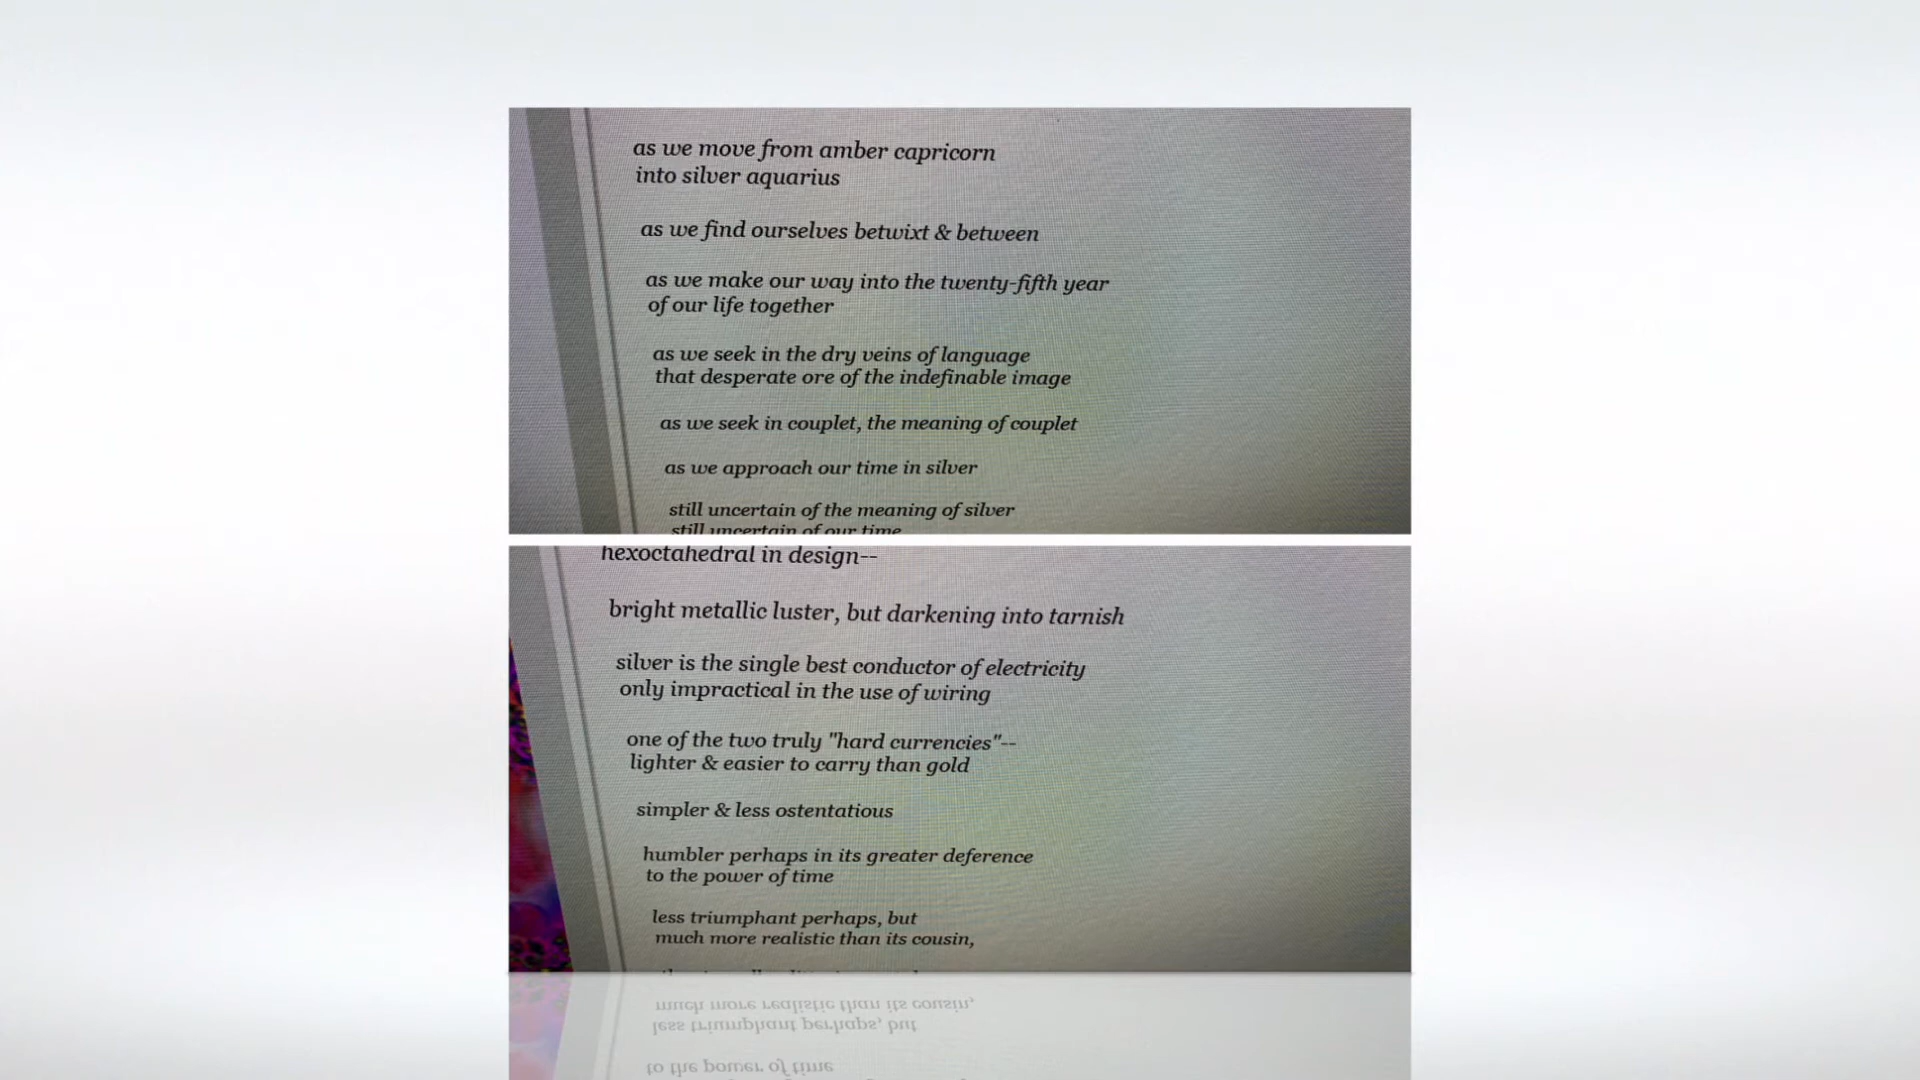 as we move from amber capricorn
into silver aquarius
as we find ourselves betwixt & between
as we make our way into the twenty-fifth year
of our life together
as we seek in the dry veins of language
that desperate ore of the indefinable image
as we seek in couplet, the meaning of couplet
as we approach our time in silver
still uncertain of the meaning of silver
still uncertain of our time
hexoctahedral in design--
bright metallic luster, but darkening into tarnish
silver is the single best conductor of electricity
only impractical in the use of wiring
one of the two truly "hard currencies"--
lighter & easier to carry than gold
simpler & less ostentatious
humbler perhaps in its greater deference
to the power of time
less triumphant perhaps, but
much more realistic than its cousin,